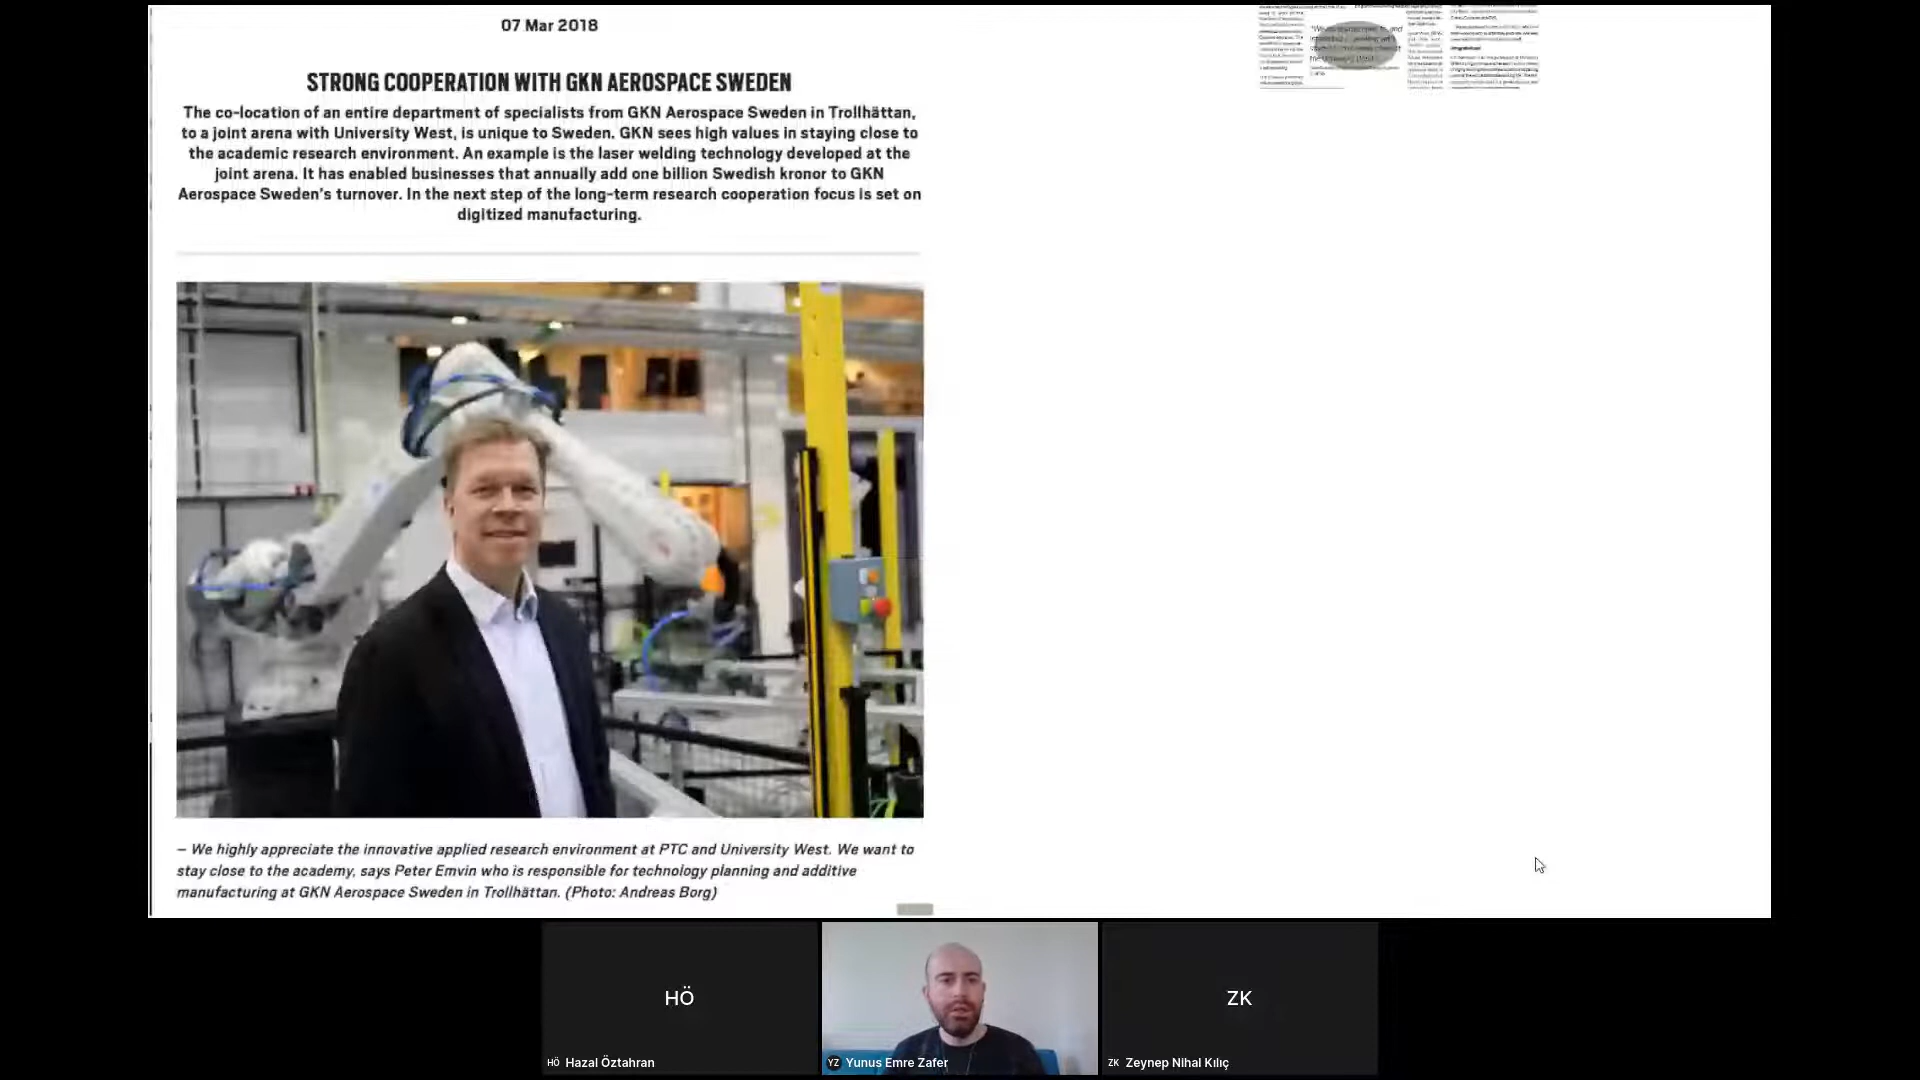 07 Mar 2018
STRONG COOPERATION WITH GKN AEROSPACE SWEDEN
The co-location of an entire department of specialists from GKN Aerospace Sweden in Trollhättan,
to a joint arena with University West, is unique to Sweden. GKN sees high values in staying close to
the academic research environment. An example is the laser welding technology developed at the
joint arena. It has enabled businesses that annually add one billion Swedish kronor to GKN
Aerospace Sweden's turnover. In the next step of the long-term research cooperation focus is set on
digitized manufacturing.
– We highly appreciate the innovative applied research environment at PTC and University West. We want to
stay close to the academy, says Peter Emvin who is responsible for technology planning and additive
manufacturing at GKN Aerospace Sweden in Trollhättan. (Photo: Andreas Borg)
HÖ
ZK
HÖ Hazal Öztahran
YZ Yunus Emre Zafer
ZK Zeynep Nihal Kılıç